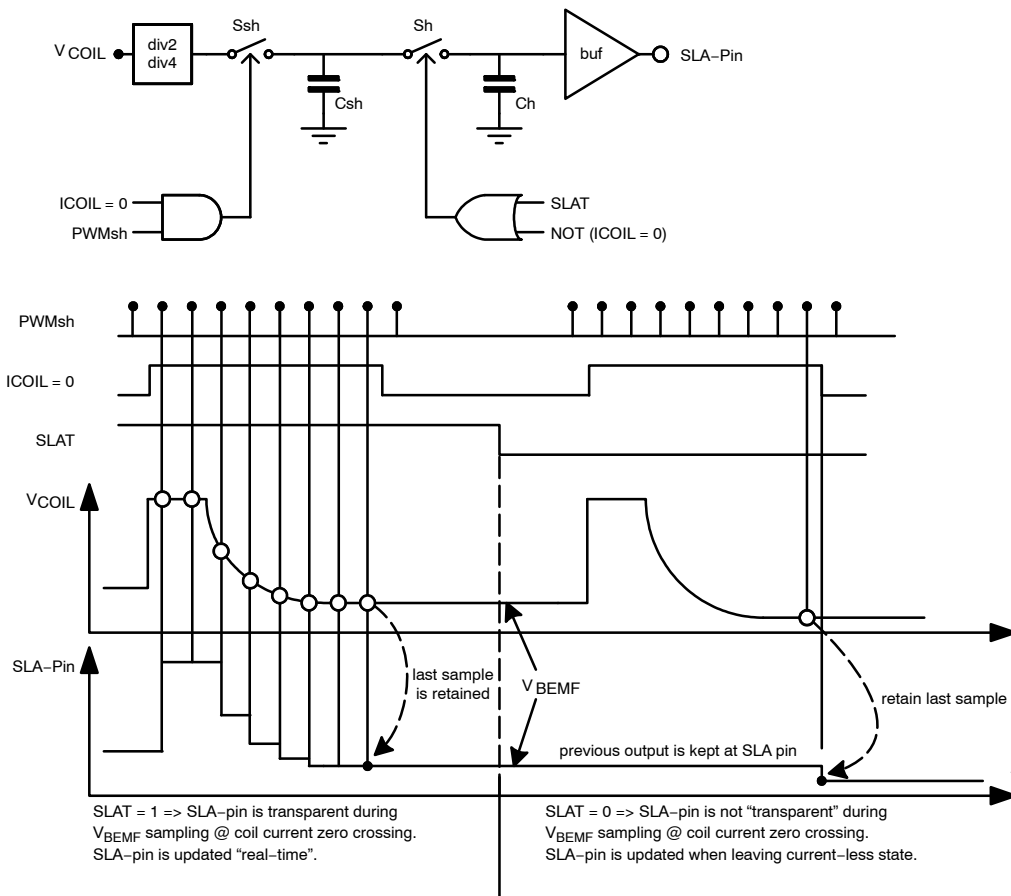 Ssh
Sh
V COIL
div2
div4
buf
SLA−Pin
Csh
Ch
ICOIL = 0
PWMsh
SLAT
NOT (ICOIL = 0)
PWMsh
ICOIL = 0
SLAT
VCOIL
SLA−Pin
last sample
is retained
VBEMF
retain last sample
previous output is kept at SLA pin
SLAT = 1 => SLA−pin is transparent during
VBEMF sampling @ coil current zero crossing.
SLA−pin is updated “real−time”.
SLAT = 0 => SLA−pin is not “transparent” during
VBEMF sampling @ coil current zero crossing.
SLA−pin is updated when leaving current−less state.